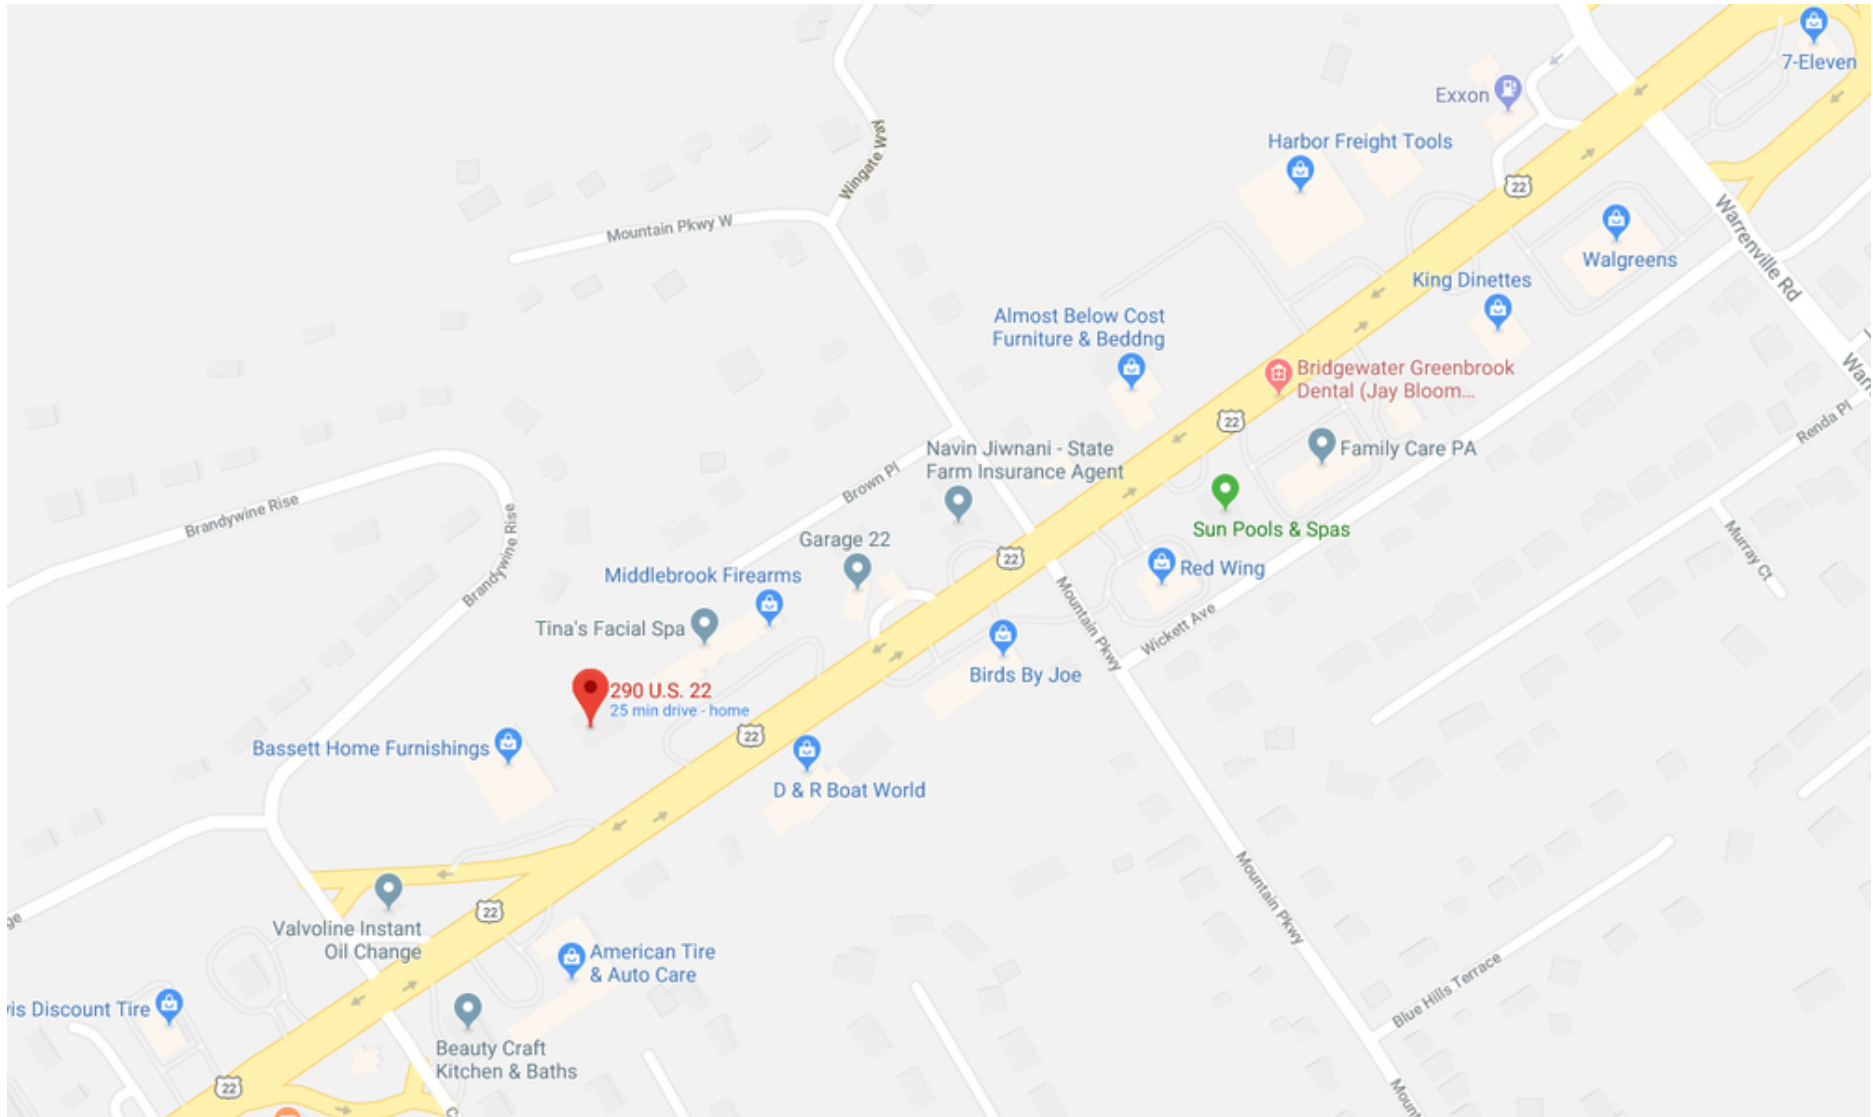 7-Eleven
Exxon
Harbor Freight Tools
Wingate Way
22
Mountain Pkwy W
Walgreens
Warrenville Rd
King Dinettes
Almost Below Cost
Furniture & Beddng
Bridgewater Greenbrook
Dental (Jay Bloom...
22
Renda Pl
Navin Jiwnani - State
Farm Insurance Agent
Family Care PA
Brown Pl
Brandywine Rise
Brandywine Rise
Sun Pools & Spas
Murray Ct
Garage 22
22
Middlebrook Firearms
Red Wing
Mountain Pkwy
Wickett Ave
Tina's Facial Spa
Birds By Joe
290 U.S. 22
25 min drive - home
22
Bassett Home Furnishings
D & R Boat World
Mountain Pkwy
22
Valvoline Instant
Oil Change
American Tire
& Auto Care
Blue Hills Terrace
vis Discount Tire
Beauty Craft
Kitchen & Baths
22
Mount